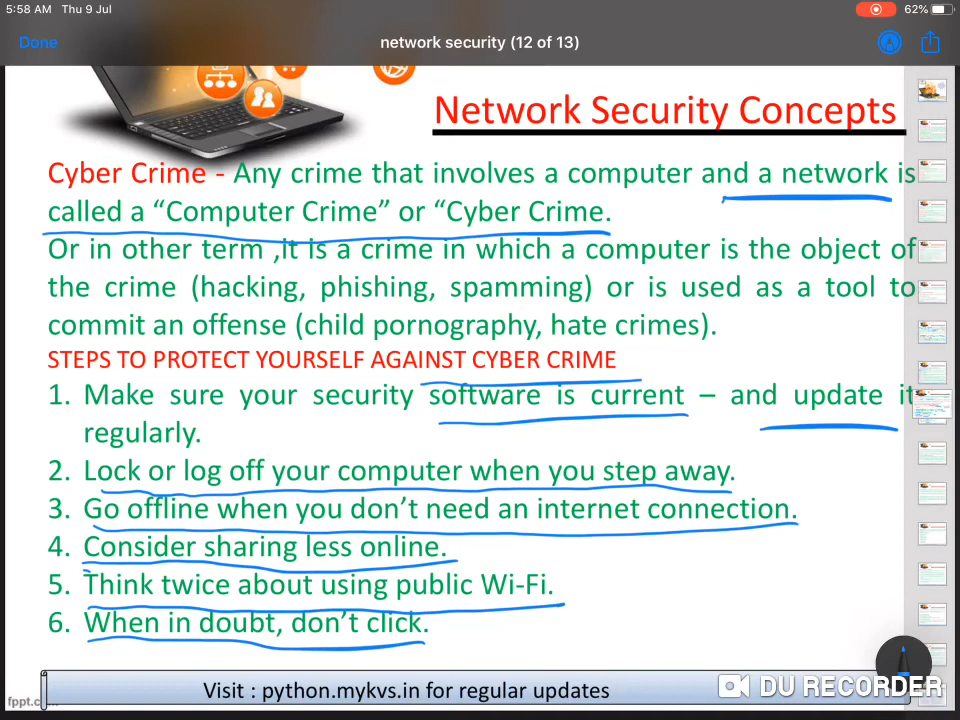 5:58 AM Thu 9 Jul 62%
Done network security (12 of 13)
Network Security Concepts
Cyber Crime - Any crime that involves a computer and a network is
called a “Computer Crime” or “Cyber Crime.
Or in other term ,it is a crime in which a computer is the object of
the crime (hacking, phishing, spamming) or is used as a tool to
commit an offense (child pornography, hate crimes).
STEPS TO PROTECT YOURSELF AGAINST CYBER CRIME
1. Make sure your security software is current – and update it
regularly.
2. Lock or log off your computer when you step away.
3. Go offline when you don’t need an internet connection.
4. Consider sharing less online.
5. Think twice about using public Wi-Fi.
6. When in doubt, don’t click.
Visit : python.mykvs.in for regular updates
DU RECORDER